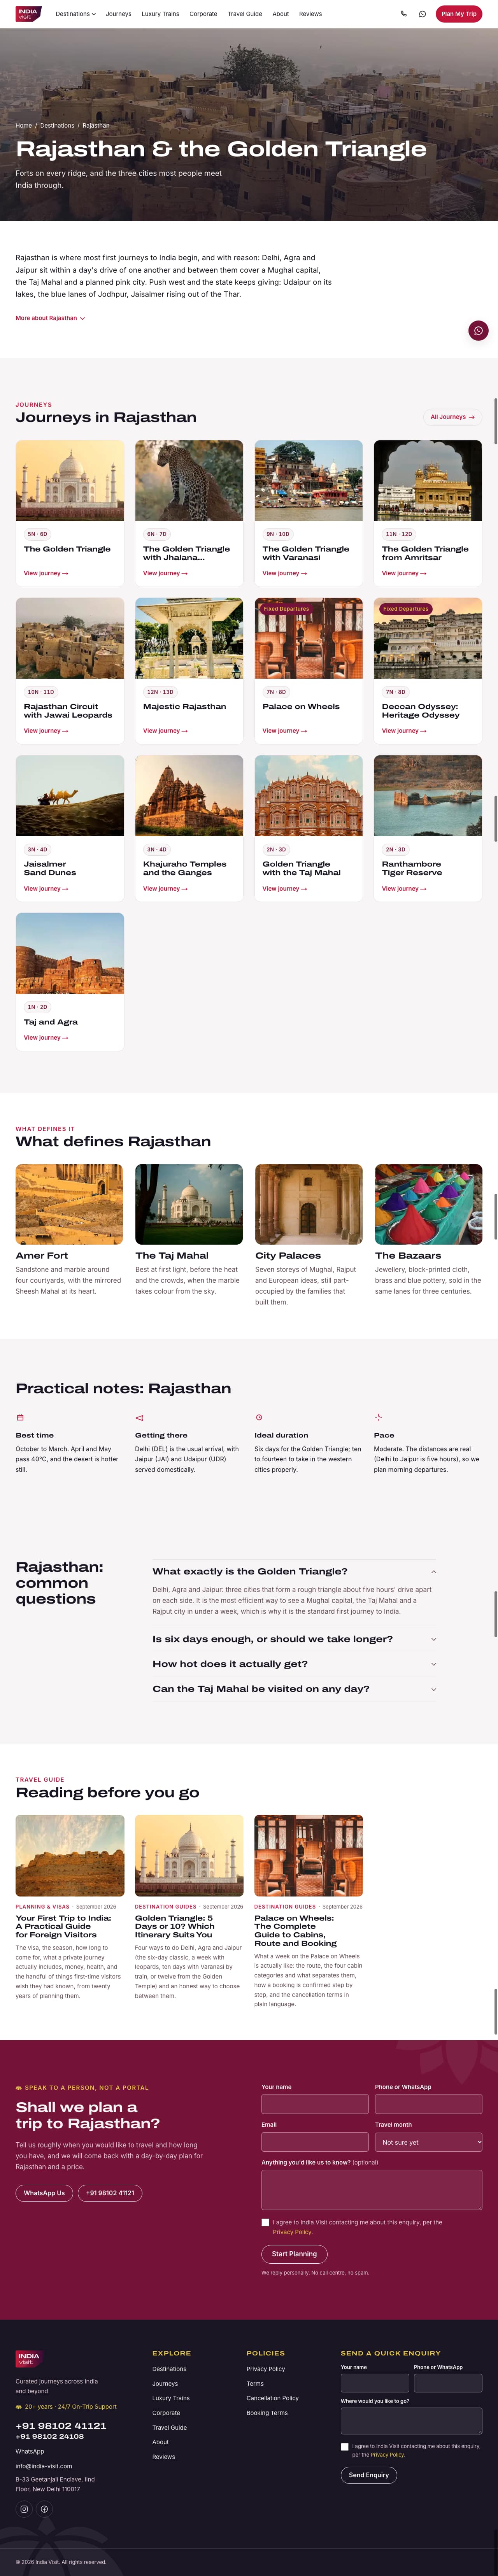 INDIA
visit
Destinations
Journeys
Luxury Trains
Corporate
Travel Guide
About
Reviews
Plan My Trip
Home / Destinations / Rajasthan
Rajasthan & the Golden Triangle
Forts on every ridge, and the three cities most people meet
India through.
Rajasthan is where most first journeys to India begin, and with reason: Delhi, Agra and
Jaipur sit within a day's drive of one another and between them cover a Mughal capital,
the Taj Mahal and a planned pink city. Push west and the state keeps giving: Udaipur on its
lakes, the blue lanes of Jodhpur, Jaisalmer rising out of the Thar.
More about Rajasthan
JOURNEYS
Journeys in Rajasthan
All Journeys
5N · 6D
The Golden Triangle
View journey
6N · 7D
The Golden Triangle
with Jhalana...
View journey
9N · 10D
The Golden Triangle
with Varanasi
View journey
11N · 12D
The Golden Triangle
from Amritsar
View journey
10N · 11D
Rajasthan Circuit
with Jawai Leopards
View journey
12N · 13D
Majestic Rajasthan
View journey
Fixed Departures
7N · 8D
Palace on Wheels
View journey
Fixed Departures
7N · 8D
Deccan Odyssey:
Heritage Odyssey
View journey
3N · 4D
Jaisalmer
Sand Dunes
View journey
3N · 4D
Khajuraho Temples
and the Ganges
View journey
2N · 3D
Golden Triangle
with the Taj Mahal
View journey
2N · 3D
Ranthambore
Tiger Reserve
View journey
1N · 2D
Taj and Agra
View journey
WHAT DEFINES IT
What defines Rajasthan
Amer Fort
Sandstone and marble around
four courtyards, with the mirrored
Sheesh Mahal at its heart.
The Taj Mahal
Best at first light, before the heat
and the crowds, when the marble
takes colour from the sky.
City Palaces
Seven storeys of Mughal, Rajput
and European ideas, still part-
occupied by the families that
built them.
The Bazaars
Jewellery, block-printed cloth,
brass and blue pottery, sold in the
same lanes for three centuries.
Practical notes: Rajasthan
Best time
October to March. April and May
pass 40°C, and the desert is hotter
still.
Getting there
Delhi (DEL) is the usual arrival, with
Jaipur (JAI) and Udaipur (UDR)
served domestically.
Ideal duration
Six days for the Golden Triangle; ten
to fourteen to take in the western
cities properly.
Pace
Moderate. The distances are real
(Delhi to Jaipur is five hours), so we
plan morning departures.
Rajasthan:
common
questions
What exactly is the Golden Triangle?
Delhi, Agra and Jaipur: three cities that form a rough triangle about five hours' drive apart
on each side. It is the most efficient way to see a Mughal capital, the Taj Mahal and a
Rajput city in under a week, which is why it is the standard first journey to India.
Is six days enough, or should we take longer?
How hot does it actually get?
Can the Taj Mahal be visited on any day?
TRAVEL GUIDE
Reading before you go
PLANNING & VISAS · September 2026
Your First Trip to India:
A Practical Guide
for Foreign Visitors
The visa, the season, how long to
come for, what a private journey
actually includes, money, health, and
the handful of things first-time visitors
wish they had known, from twenty
years of planning them.
DESTINATION GUIDES · September 2026
Golden Triangle: 5
Days or 10? Which
Itinerary Suits You
Four ways to do Delhi, Agra and Jaipur
(the six-day classic, a week with
leopards, ten days with Varanasi by
train, or twelve from the Golden
Temple) and an honest way to choose
between them.
DESTINATION GUIDES · September 2026
Palace on Wheels:
The Complete
Guide to Cabins,
Route and Booking
What a week on the Palace on Wheels
is actually like: the route, the four cabin
categories and what separates them,
how a booking is confirmed step by
step, and the cancellation terms in
plain language.
SPEAK TO A PERSON, NOT A PORTAL
Shall we plan a
trip to Rajasthan?
Tell us roughly when you would like to travel and how long
you have, and we will come back with a day-by-day plan for
Rajasthan and a price.
WhatsApp Us
+91 98102 41121
Your name
Phone or WhatsApp
Email
Travel month
Not sure yet
Anything you'd like us to know? (optional)
I agree to India Visit contacting me about this enquiry, per the
Privacy Policy.
Start Planning
We reply personally. No call centre, no spam.
INDIA
visit
Curated journeys across India
and beyond
20+ years · 24/7 On-Trip Support
+91 98102 41121
+91 98102 24108
WhatsApp
info@india-visit.com
B-33 Geetanjali Enclave, IInd
Floor, New Delhi 110017
EXPLORE
Destinations
Journeys
Luxury Trains
Corporate
Travel Guide
About
Reviews
POLICIES
Privacy Policy
Terms
Cancellation Policy
Booking Terms
SEND A QUICK ENQUIRY
Your name
Phone or WhatsApp
Where would you like to go?
I agree to India Visit contacting me about this enquiry,
per the Privacy Policy.
Send Enquiry
© 2026 India Visit. All rights reserved.